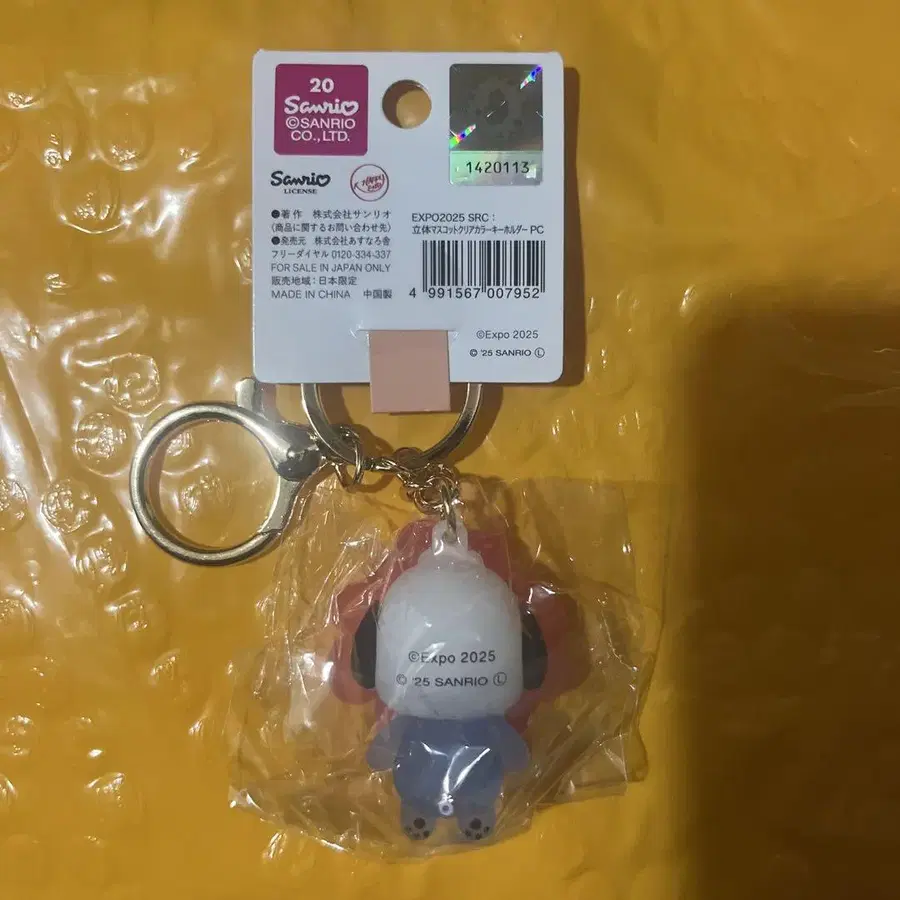 20
Sanrio
©SANRIO
CO., LTD.
1420113
Sanrio
LICENSE
●著作 株式会社サンリオ
(商品に関するお問い合わせ先)
●発売元 株式会社あすなろ舎
フリーダイヤル 0120-334-337
FOR SALE IN JAPAN ONLY
販売地域:日本限定
MADE IN CHINA 中国製
EXPO2025 SRC:
立体マスコットクリアカラーキーホルダー PC
4 991567 007952
©Expo 2025
© '25 SANRIO Ⓛ
©Expo 2025
© '25 SANRIO Ⓛ